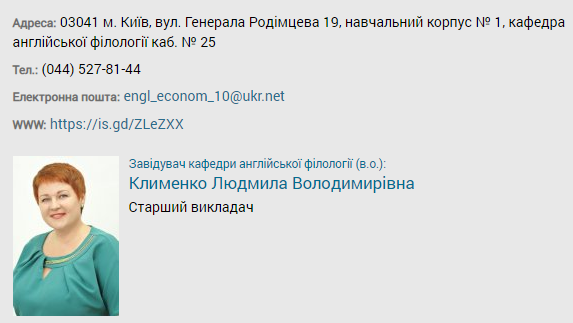 Адреса: 03041 м. Київ, вул. Генерала Родімцева 19, навчальний корпус № 1, кафедра
англійської філології каб. № 25
Тел.: (044) 527-81-44
Електронна пошта: engl_econom_10@ukr.net
WWW: https://is.gd/ZLeZXX
Завідувач кафедри англійської філології (в.о.):
Клименко Людмила Володимирівна
Старший викладач